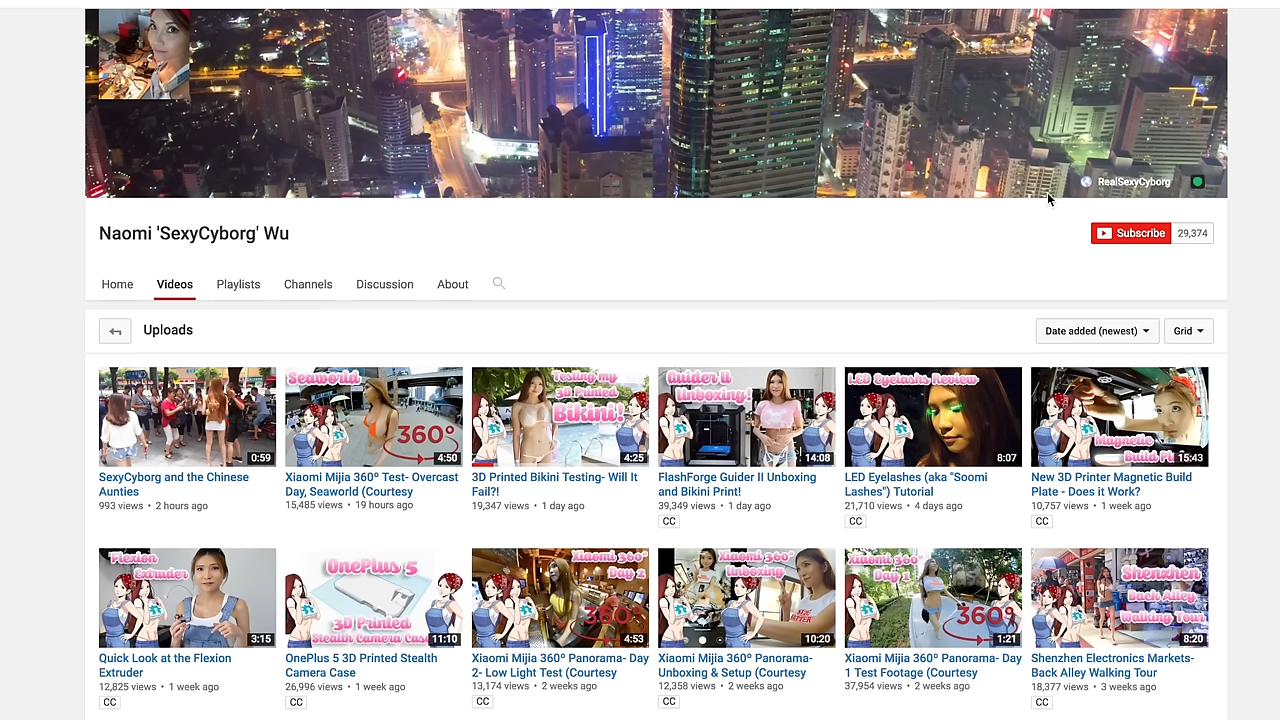 RealSexyCyborg
Naomi 'SexyCyborg' Wu
Subscribe 29,374
Home Videos Playlists Channels Discussion About
Uploads
Date added (newest) Grid
Seaworld
360°
Testing my
3D Printed
Bikini!
Guider II
Unboxing!
LED Eyelashs Review
Magnetic
0:59 4:50 4:25 14:08 8:07 15:43
SexyCyborg and the Chinese
Aunties
993 views • 2 hours ago
Xiaomi Mijia 360º Test- Overcast
Day, Seaworld (Courtesy
15,485 views • 19 hours ago
3D Printed Bikini Testing- Will It
Fail?!
19,347 views • 1 day ago
FlashForge Guider II Unboxing
and Bikini Print!
39,349 views • 1 day ago
CC
LED Eyelashes (aka "Soomi
Lashes") Tutorial
21,710 views • 4 days ago
CC
New 3D Printer Magnetic Build
Plate - Does it Work?
10,757 views • 1 week ago
CC
Flexion
Extruder
OnePlus 5
3D Printed
Stealth Camera Case
Xiaomi 360°
Day 2
360°
Xiaomi 360°
Unboxing
Xiaomi 360°
Day 1
360°
Shenzhen
Back Alley
Walking Tour
3:15 11:10 4:53 10:20 1:21 8:20
Quick Look at the Flexion
Extruder
12,825 views • 1 week ago
CC
OnePlus 5 3D Printed Stealth
Camera Case
26,996 views • 1 week ago
CC
Xiaomi Mijia 360º Panorama- Day
2- Low Light Test (Courtesy
13,174 views • 2 weeks ago
CC
Xiaomi Mijia 360º Panorama-
Unboxing & Setup (Courtesy
12,358 views • 2 weeks ago
CC
Xiaomi Mijia 360º Panorama- Day
1 Test Footage (Courtesy
37,954 views • 2 weeks ago
Shenzhen Electronics Markets-
Back Alley Walking Tour
18,377 views • 3 weeks ago
CC